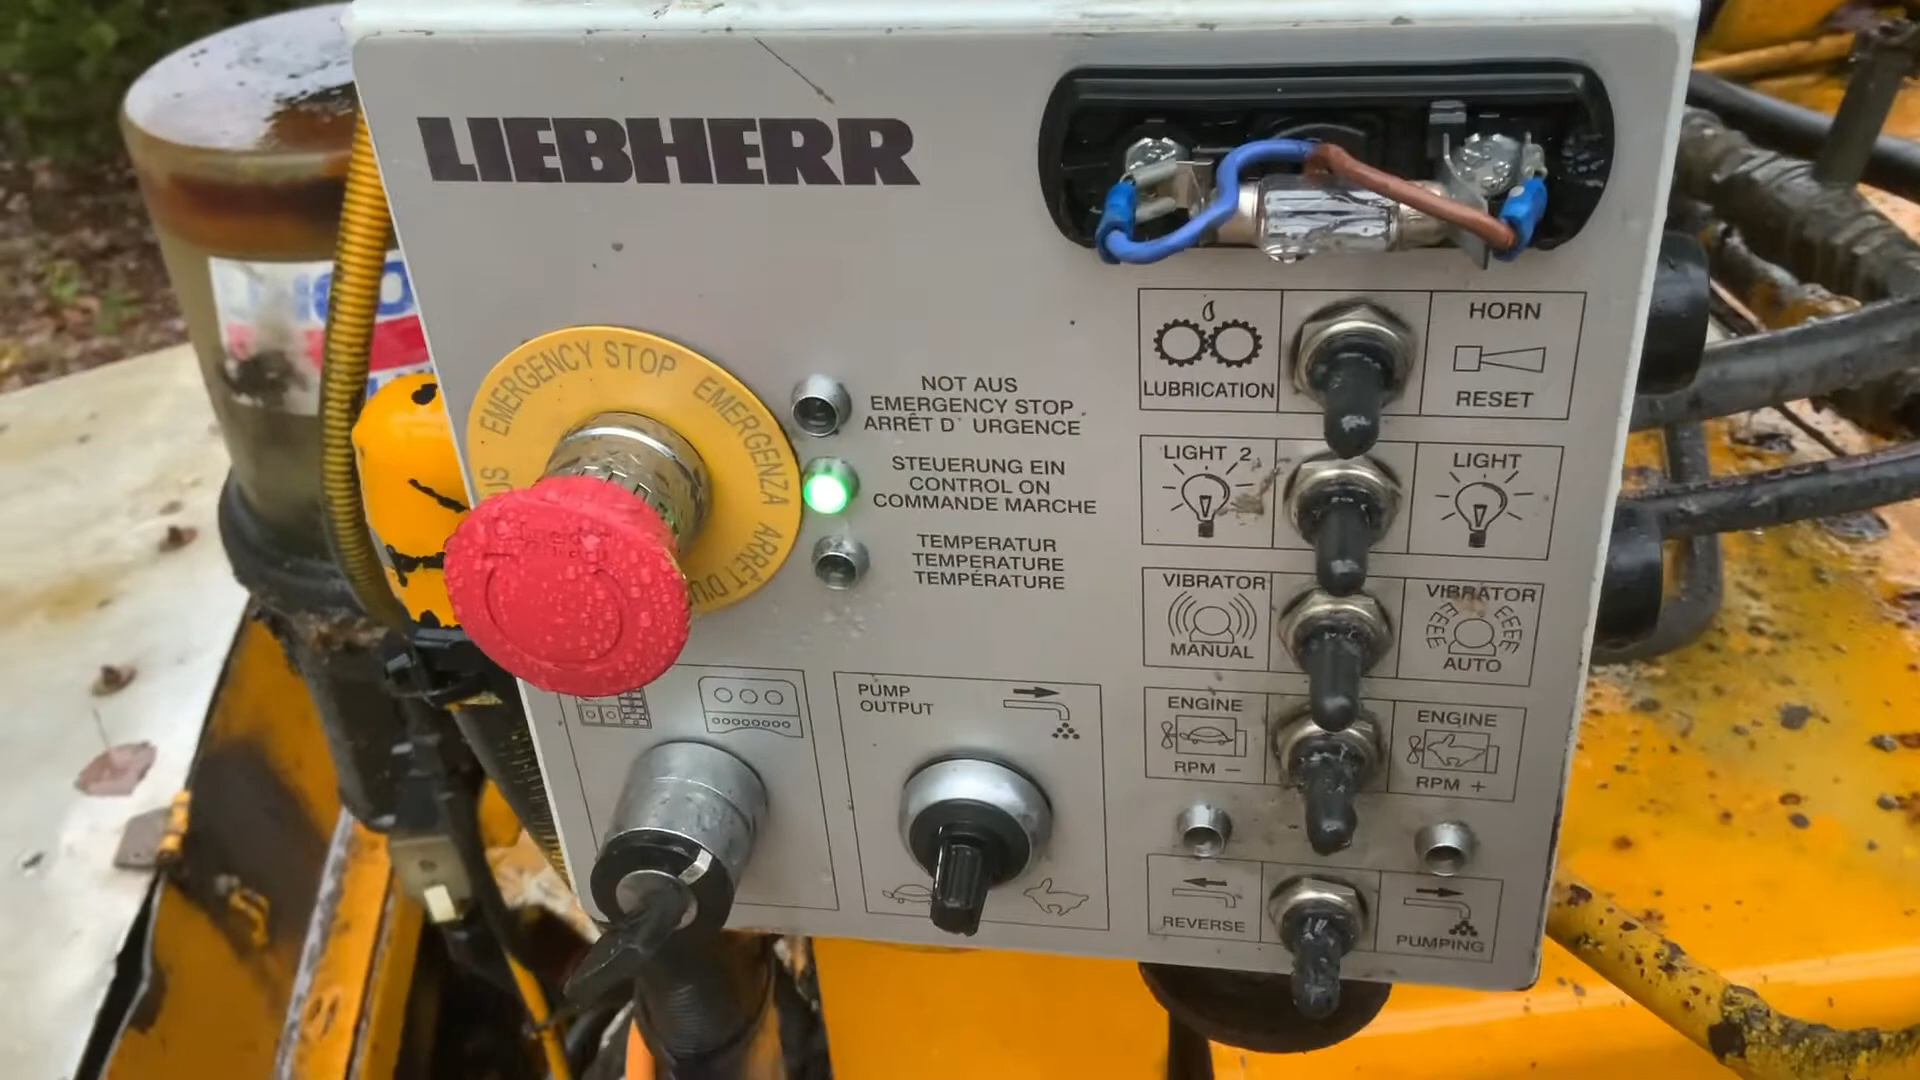 LIEBHERR
EMERGENCY STOP
EMERGENZA
NOT AUS
EMERGENCY STOP
ARRÊT D` URGENCE
STEUERUNG EIN
CONTROL ON
COMMANDE MARCHE
TEMPERATUR
TEMPERATURE
TEMPÉRATURE
LUBRICATION
HORN
RESET
LIGHT 2
LIGHT
VIBRATOR
MANUAL
VIBRATOR
AUTO
ENGINE
RPM −
ENGINE
RPM +
PUMP
OUTPUT
REVERSE
PUMPING